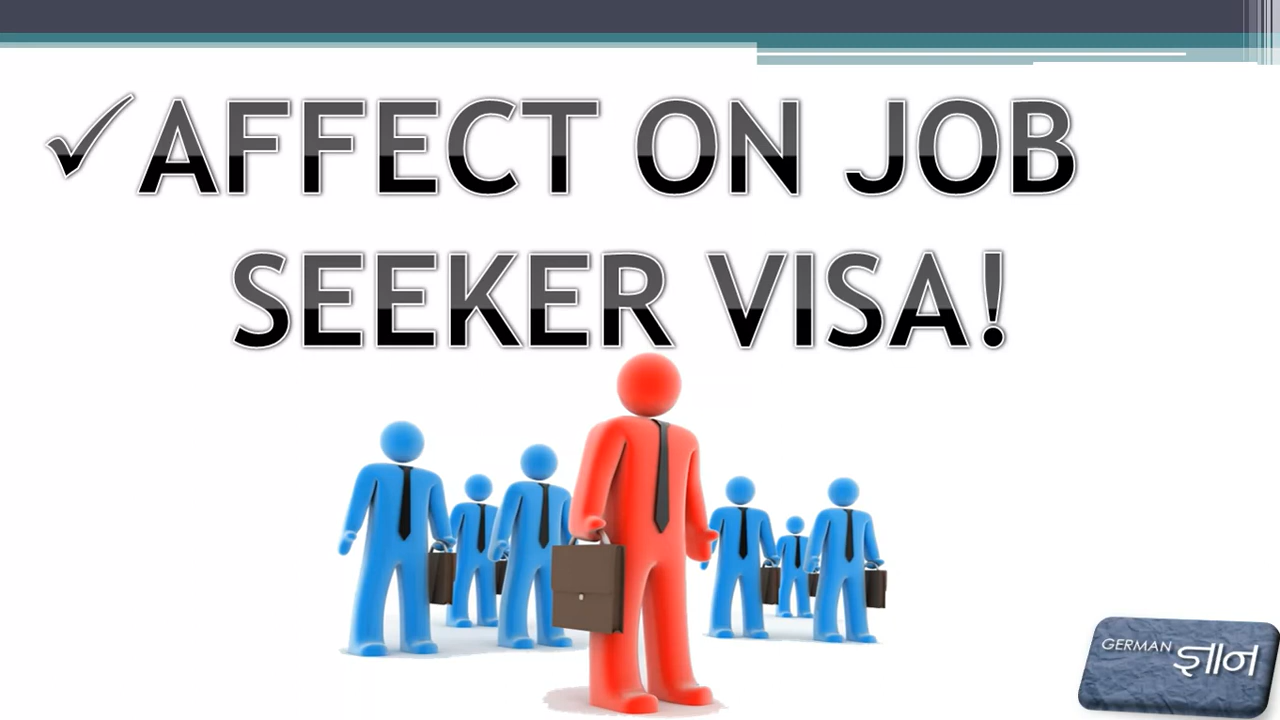 ✓AFFECT ON JOB
SEEKER VISA!
GERMAN ज्ञान